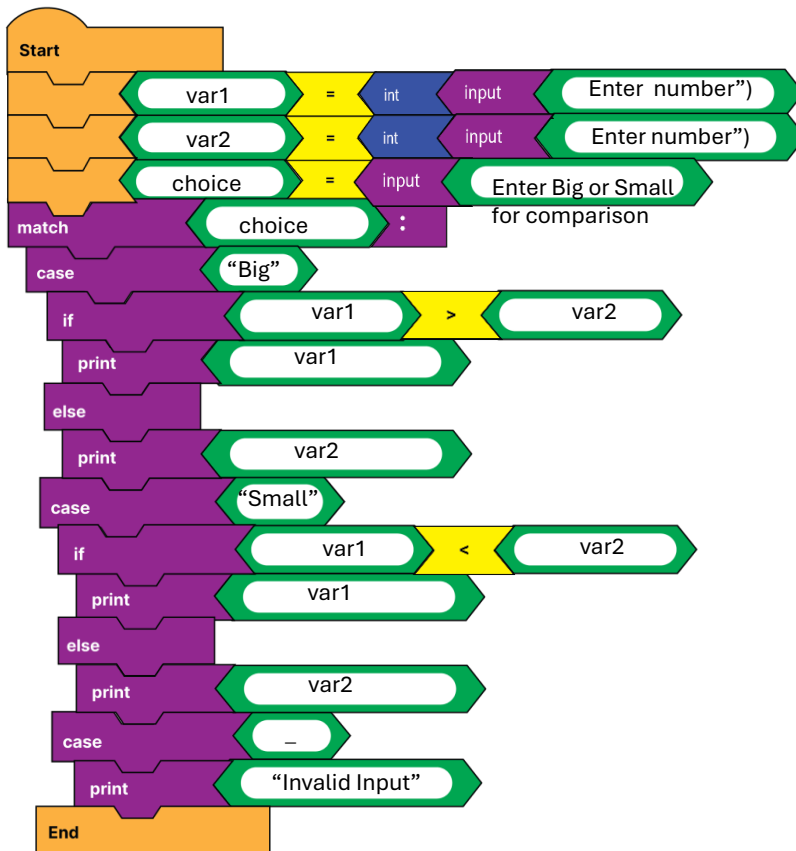 Start
var1 = int input Enter number”)
var2 = int input Enter number”)
choice = input Enter Big or Small
for comparison
match choice :
case “Big”
if var1 > var2
print var1
else
print var2
case “Small”
if var1 < var2
print var1
else
print var2
case _
print “Invalid Input”
End